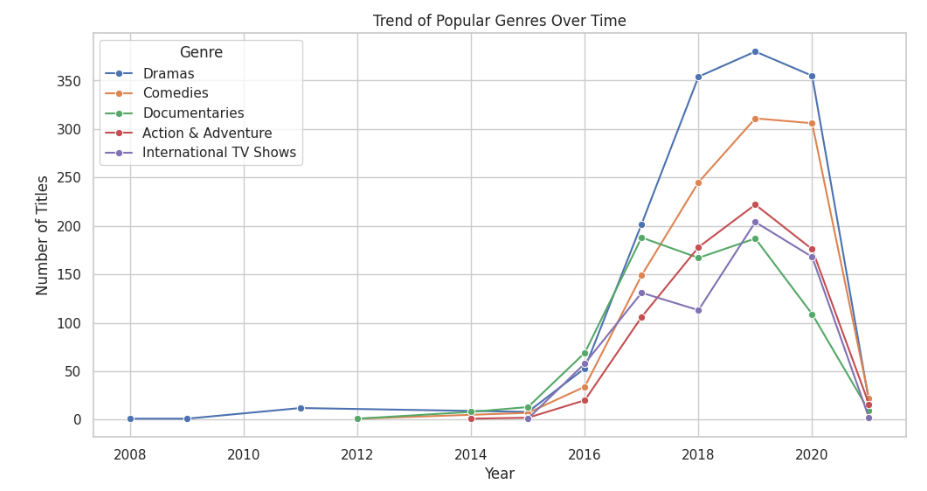 Trend of Popular Genres Over Time
Genre
Dramas
Comedies
Documentaries
Action & Adventure
International TV Shows
Number of Titles
350
300
250
200
150
100
50
0
2008
2010
2012
2014
2016
2018
2020
Year